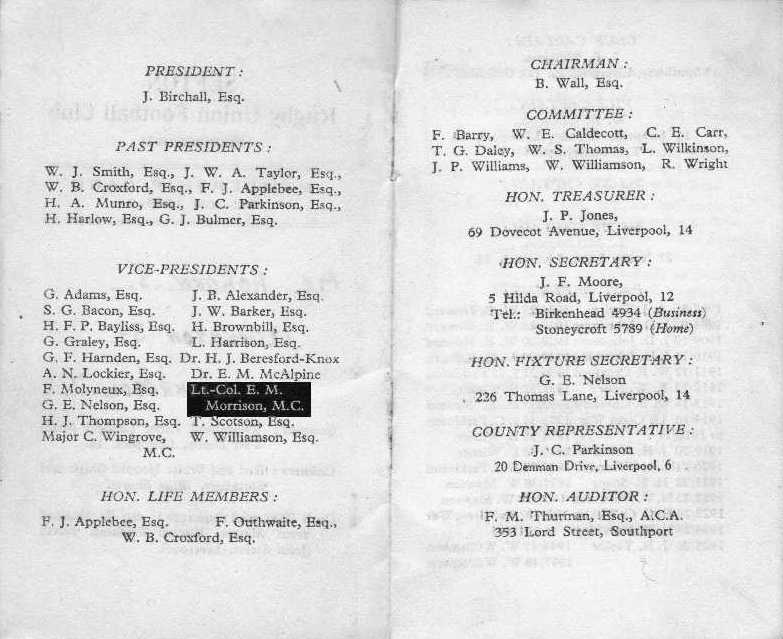 PRESIDENT :
J. Birchall, Esq.
PAST PRESIDENTS :
W. J. Smith, Esq., J. W. A. Taylor, Esq.,
W. B. Croxford, Esq., F. J. Applebee, Esq.,
H. A. Munro, Esq., J. C. Parkinson, Esq.,
H. Harlow, Esq., G. J. Bulmer, Esq.
VICE-PRESIDENTS :
G. Adams, Esq. J. B. Alexander, Esq.
S. G. Bacon, Esq. J. W. Barker, Esq.
H. F. P. Bayliss, Esq. H. Brownbill, Esq.
G. Graley, Esq. L. Harrison, Esq.
G. F. Harnden, Esq. Dr. H. J. Beresford-Knox
A. N. Lockier, Esq. Dr. E. M. McAlpine
F. Molyneux, Esq. Lt.-Col. E. M.
G. E. Nelson, Esq. Morrison, M.C.
H. J. Thompson, Esq. T. Scotson, Esq.
Major C. Wingrove, W. Williamson, Esq.
M.C.
HON. LIFE MEMBERS :
F. J. Applebee, Esq. F. Outhwaite, Esq.,
W. B. Croxford, Esq.
CHAIRMAN :
B. Wall, Esq.
COMMITTEE :
F. Barry, W. E. Caldecott, C. E. Carr,
T. G. Daley, W. S. Thomas, L. Wilkinson,
J. P. Williams, W. Williamson, R. Wright
HON. TREASURER :
J. P. Jones,
69 Dovecot Avenue, Liverpool, 14
HON. SECRETARY :
J. F. Moore,
5 Hilda Road, Liverpool, 12
Tel.: Birkenhead 4934 (Business)
Stoneycroft 5789 (Home)
HON. FIXTURE SECRETARY :
G. E. Nelson
226 Thomas Lane, Liverpool, 14
COUNTY REPRESENTATIVE :
J. C. Parkinson
20 Denman Drive, Liverpool, 6
HON. AUDITOR :
F. M. Thurman, Esq., A.C.A.
353 Lord Street, Southport